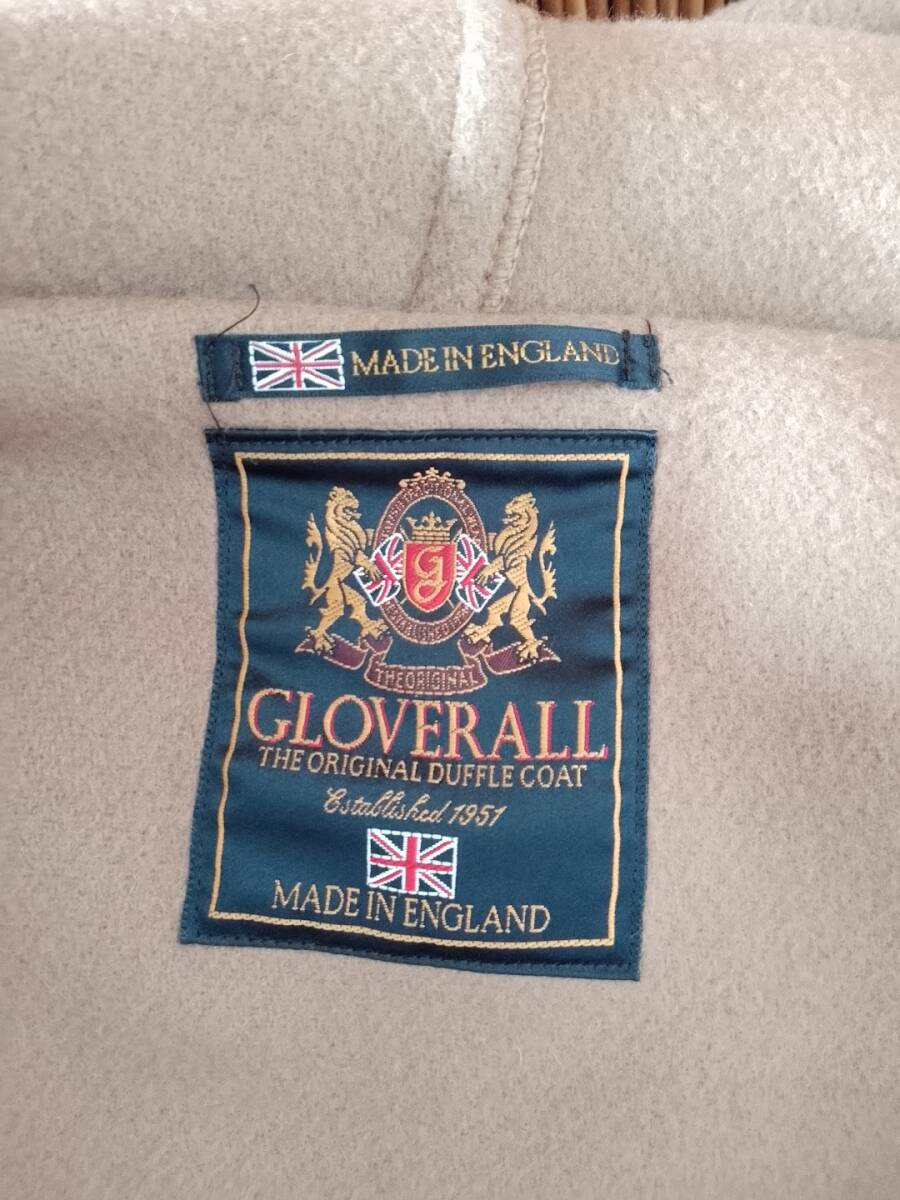 MADE IN ENGLAND
g
THE ORIGINAL
GLOVERALL
THE ORIGINAL DUFFLE COAT
Established 1951
MADE IN ENGLAND